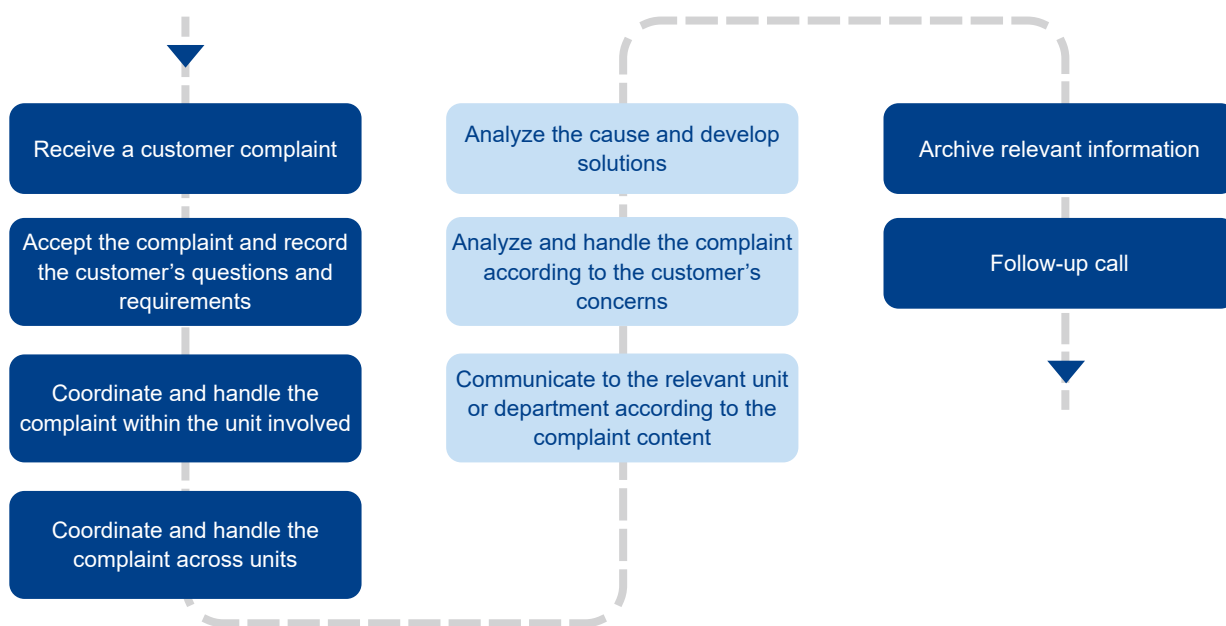 Receive a customer complaint
Accept the complaint and record
the customer’s questions and
requirements
Coordinate and handle the
complaint within the unit involved
Coordinate and handle the
complaint across units
Analyze the cause and develop
solutions
Analyze and handle the complaint
according to the customer’s
concerns
Communicate to the relevant unit
or department according to the
complaint content
Archive relevant information
Follow-up call